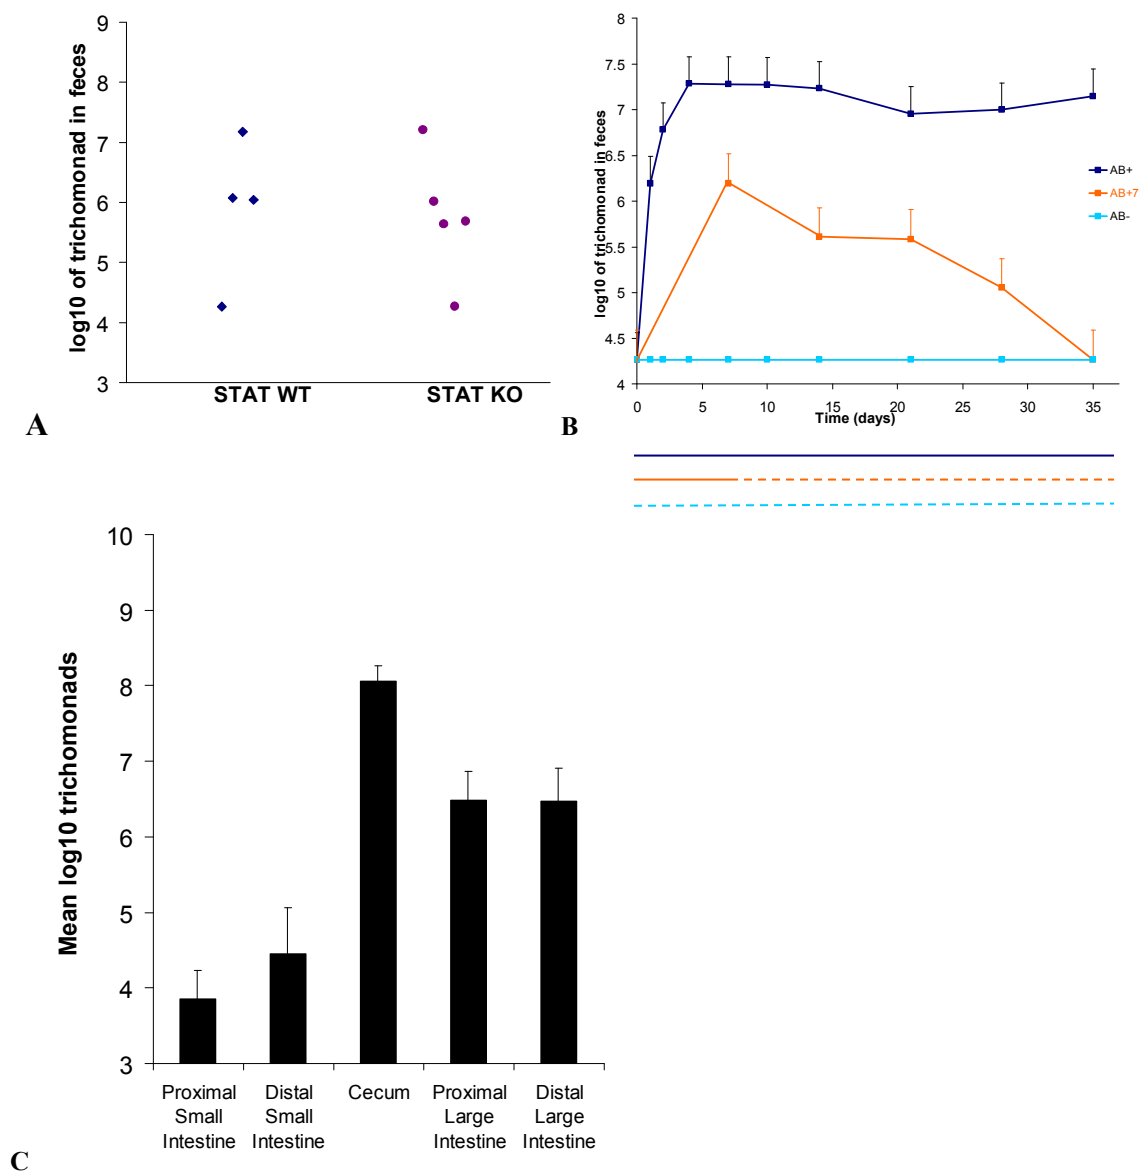 9
8
7
6
5
4
3
log10 of trichomonad in feces
STAT WT
STAT KO
A
8
7.5
7
6.5
6
5.5
5
4.5
4
log10 of trichomonad in feces
0 5 10 15 20 25 30 35
Time (days)
AB+
AB+7
AB-
B
10
9
8
7
6
5
4
3
Mean log10 trichomonads
Proximal
Small
Intestine
Distal
Small
Intestine
Cecum
Proximal
Large
Intestine
Distal
Large
Intestine
C